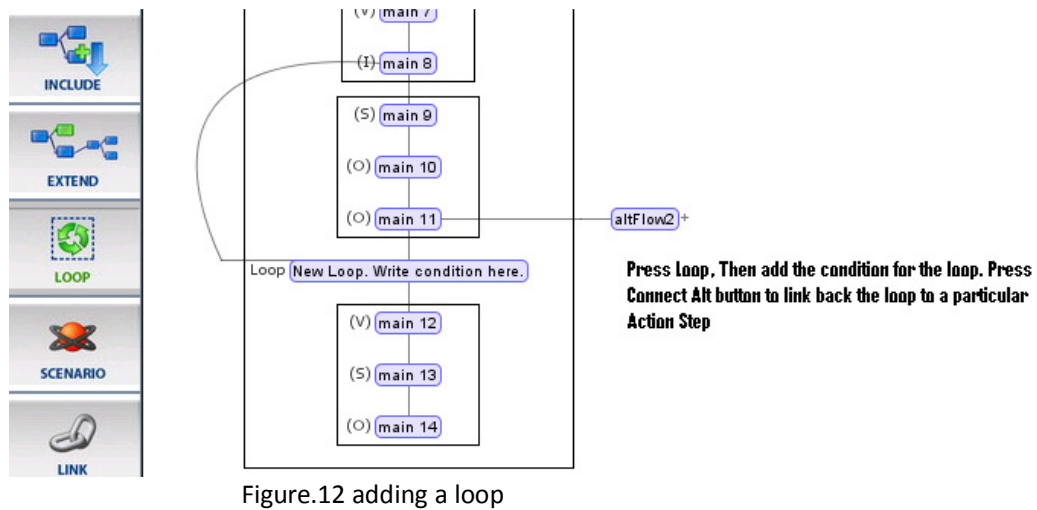 INCLUDE
EXTEND
LOOP
SCENARIO
LINK
(V) main 7
(I) main 8
(S) main 9
(O) main 10
(O) main 11
altFlow2 +
Loop New Loop. Write condition here.
(V) main 12
(S) main 13
(O) main 14
Press Loop, Then add the condition for the loop. Press
Connect Alt button to link back the loop to a particular
Action Step
Figure.12 adding a loop